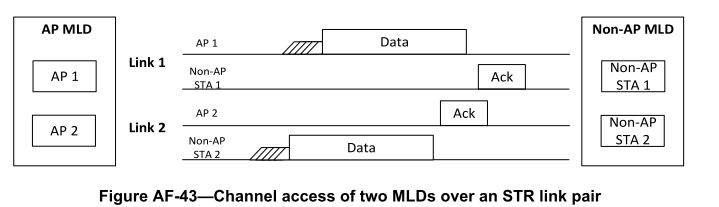 AP MLD
AP 1
AP 2
Link 1
Link 2
AP 1
Data
Non-AP
STA 1
Ack
AP 2
Ack
Non-AP
STA 2
Data
Non-AP MLD
Non-AP
STA 1
Non-AP
STA 2
Figure AF-43—Channel access of two MLDs over an STR link pair